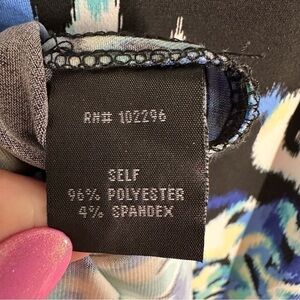 RN# 102296
SELF
96% POLYESTER
4% SPANDEX